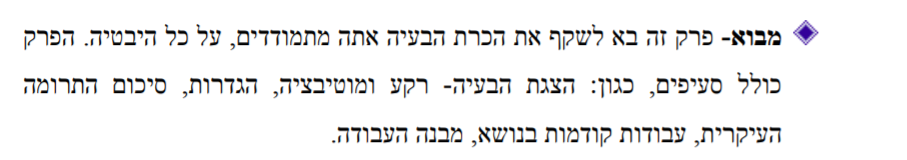 מבוא- פרק זה בא לשקף את הכרת הבעיה אתה מתמודדים, על כל היבטיה. הפרק
כולל סעיפים, כגון: הצגת הבעיה- רקע ומוטיבציה, הגדרות, סיכום התרומה
העיקרית, עבודות קודמות בנושא, מבנה העבודה.